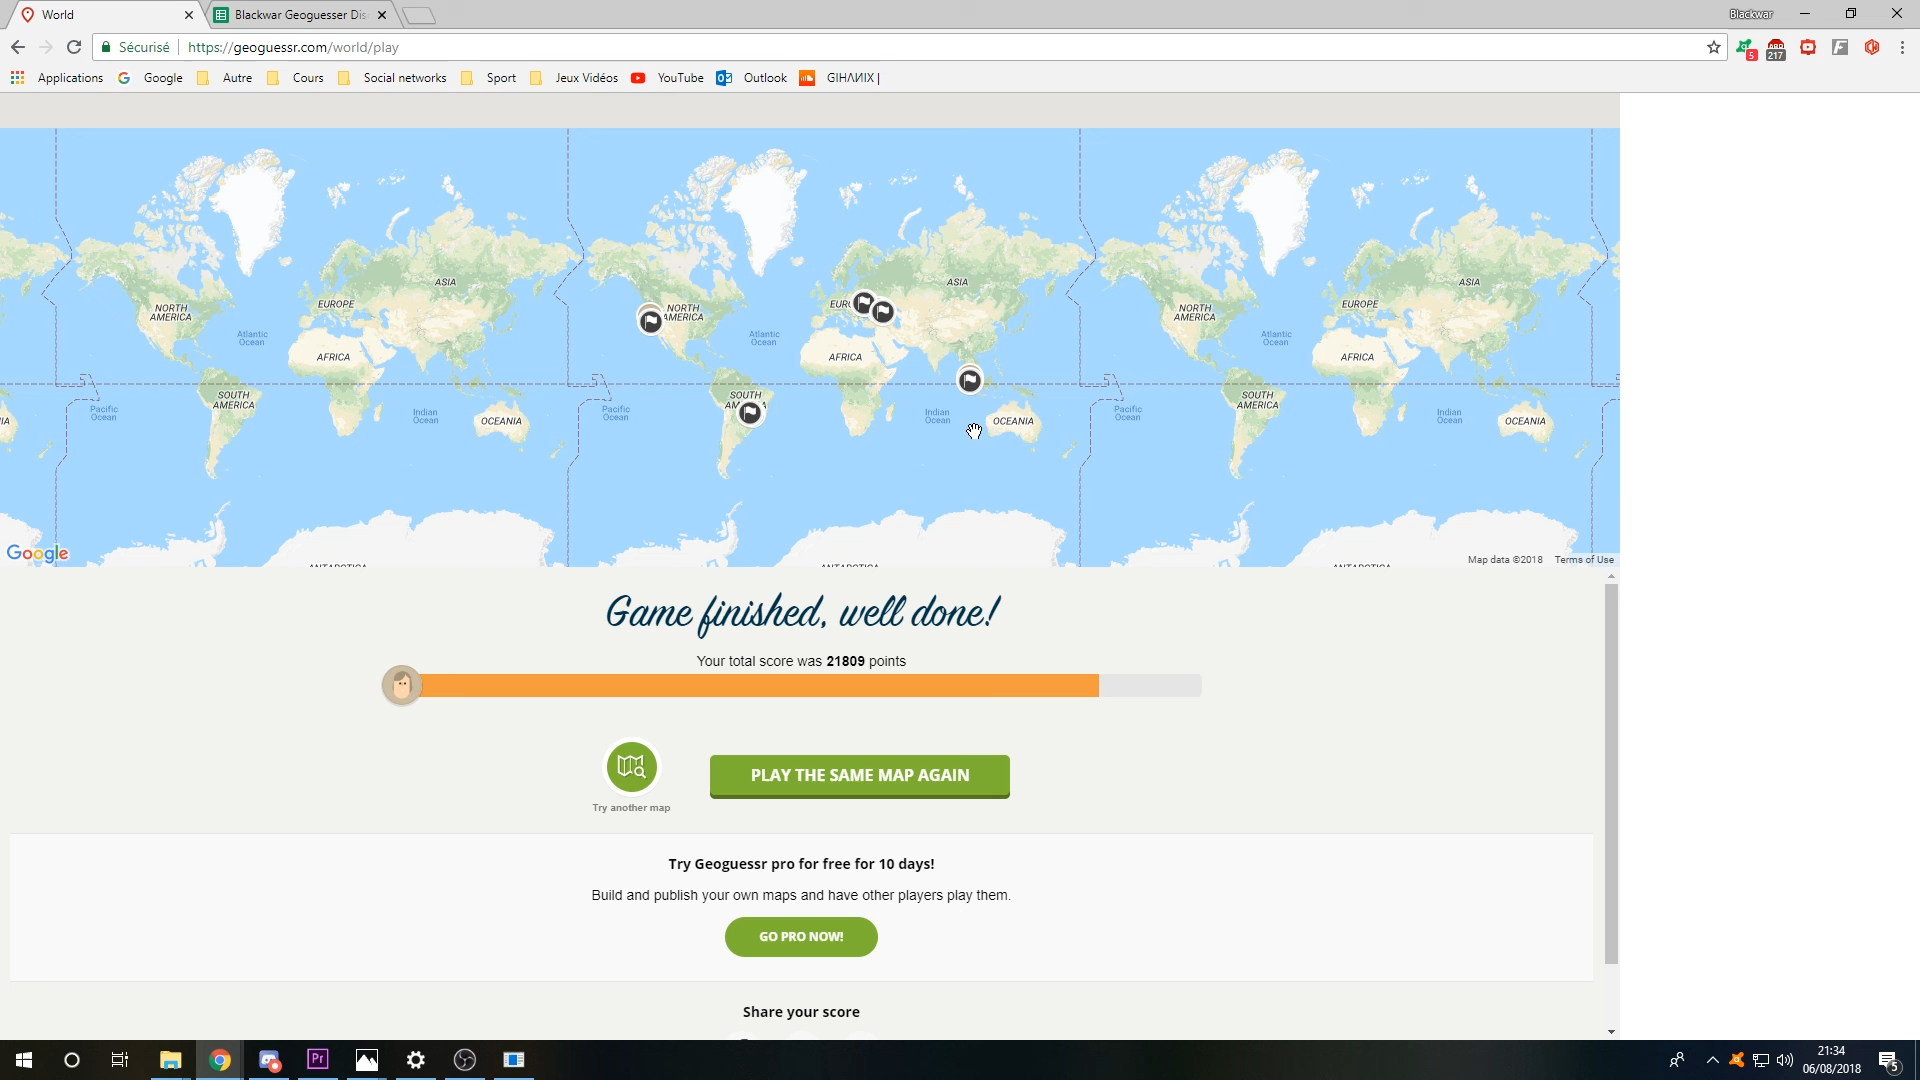 World
Blackwar Geoguesser Dis
Blackwar
Sécurisé
https://geoguessr.com/world/play
5
ABP
217
Applications
Google
Autre
Cours
Social networks
Sport
Jeux Vidéos
YouTube
Outlook
GIHΛИIX |
NORTH AMERICA
EUROPE
ASIA
Atlantic Ocean
AFRICA
SOUTH AMERICA
Pacific Ocean
Indian Ocean
OCEANIA
NORTH AMERICA
ASIA
Atlantic Ocean
AFRICA
SOUTH
Pacific Ocean
Indian Ocean
OCEANIA
NORTH AMERICA
EUROPE
ASIA
Atlantic Ocean
AFRICA
SOUTH AMERICA
Pacific Ocean
Indian Ocean
OCEANIA
Google
Map data ©2018
Terms of Use
Game finished, well done!
Your total score was 21809 points
Try another map
PLAY THE SAME MAP AGAIN
Try Geoguessr pro for free for 10 days!
Build and publish your own maps and have other players play them.
GO PRO NOW!
Share your score
Pr
21:34
06/08/2018
5